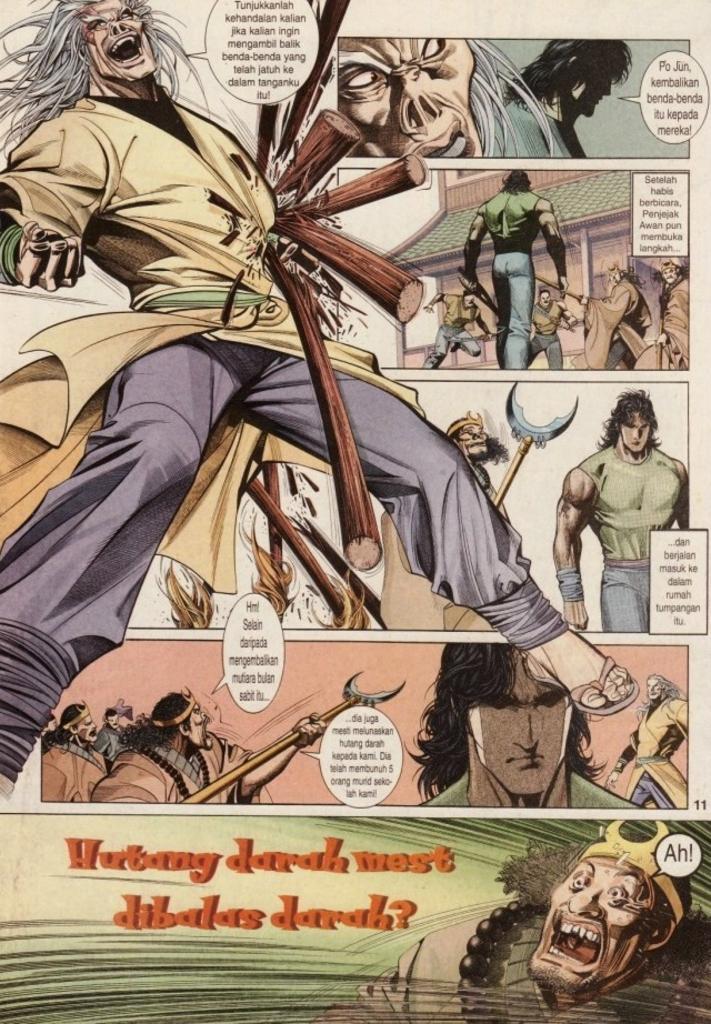 Tunjukkanlah
kehandalan kalian
jika kalian ingin
mengambil balik
benda-benda yang
telah jatuh ke
dalam tanganku
itu!
Po Jün,
kembalikan
benda-benda
itu kepada
mereka!
Setelah
habis
berbicara,
Penjejak
Awan pun
membuka
langkah...
...dan
berjalan
masuk ke
dalam
rumah
tumpangan
itu.
Hm!
Selain
daripada
mengembalikan
mutiara bulan
sabit itu...
...dia juga
mesti melunaskan
hutang darah
kepada kami. Dia
telah membunuh 5
orang murid seko-
lah kami!
11
Hutang darah mest
dibalas darah?
Ah!